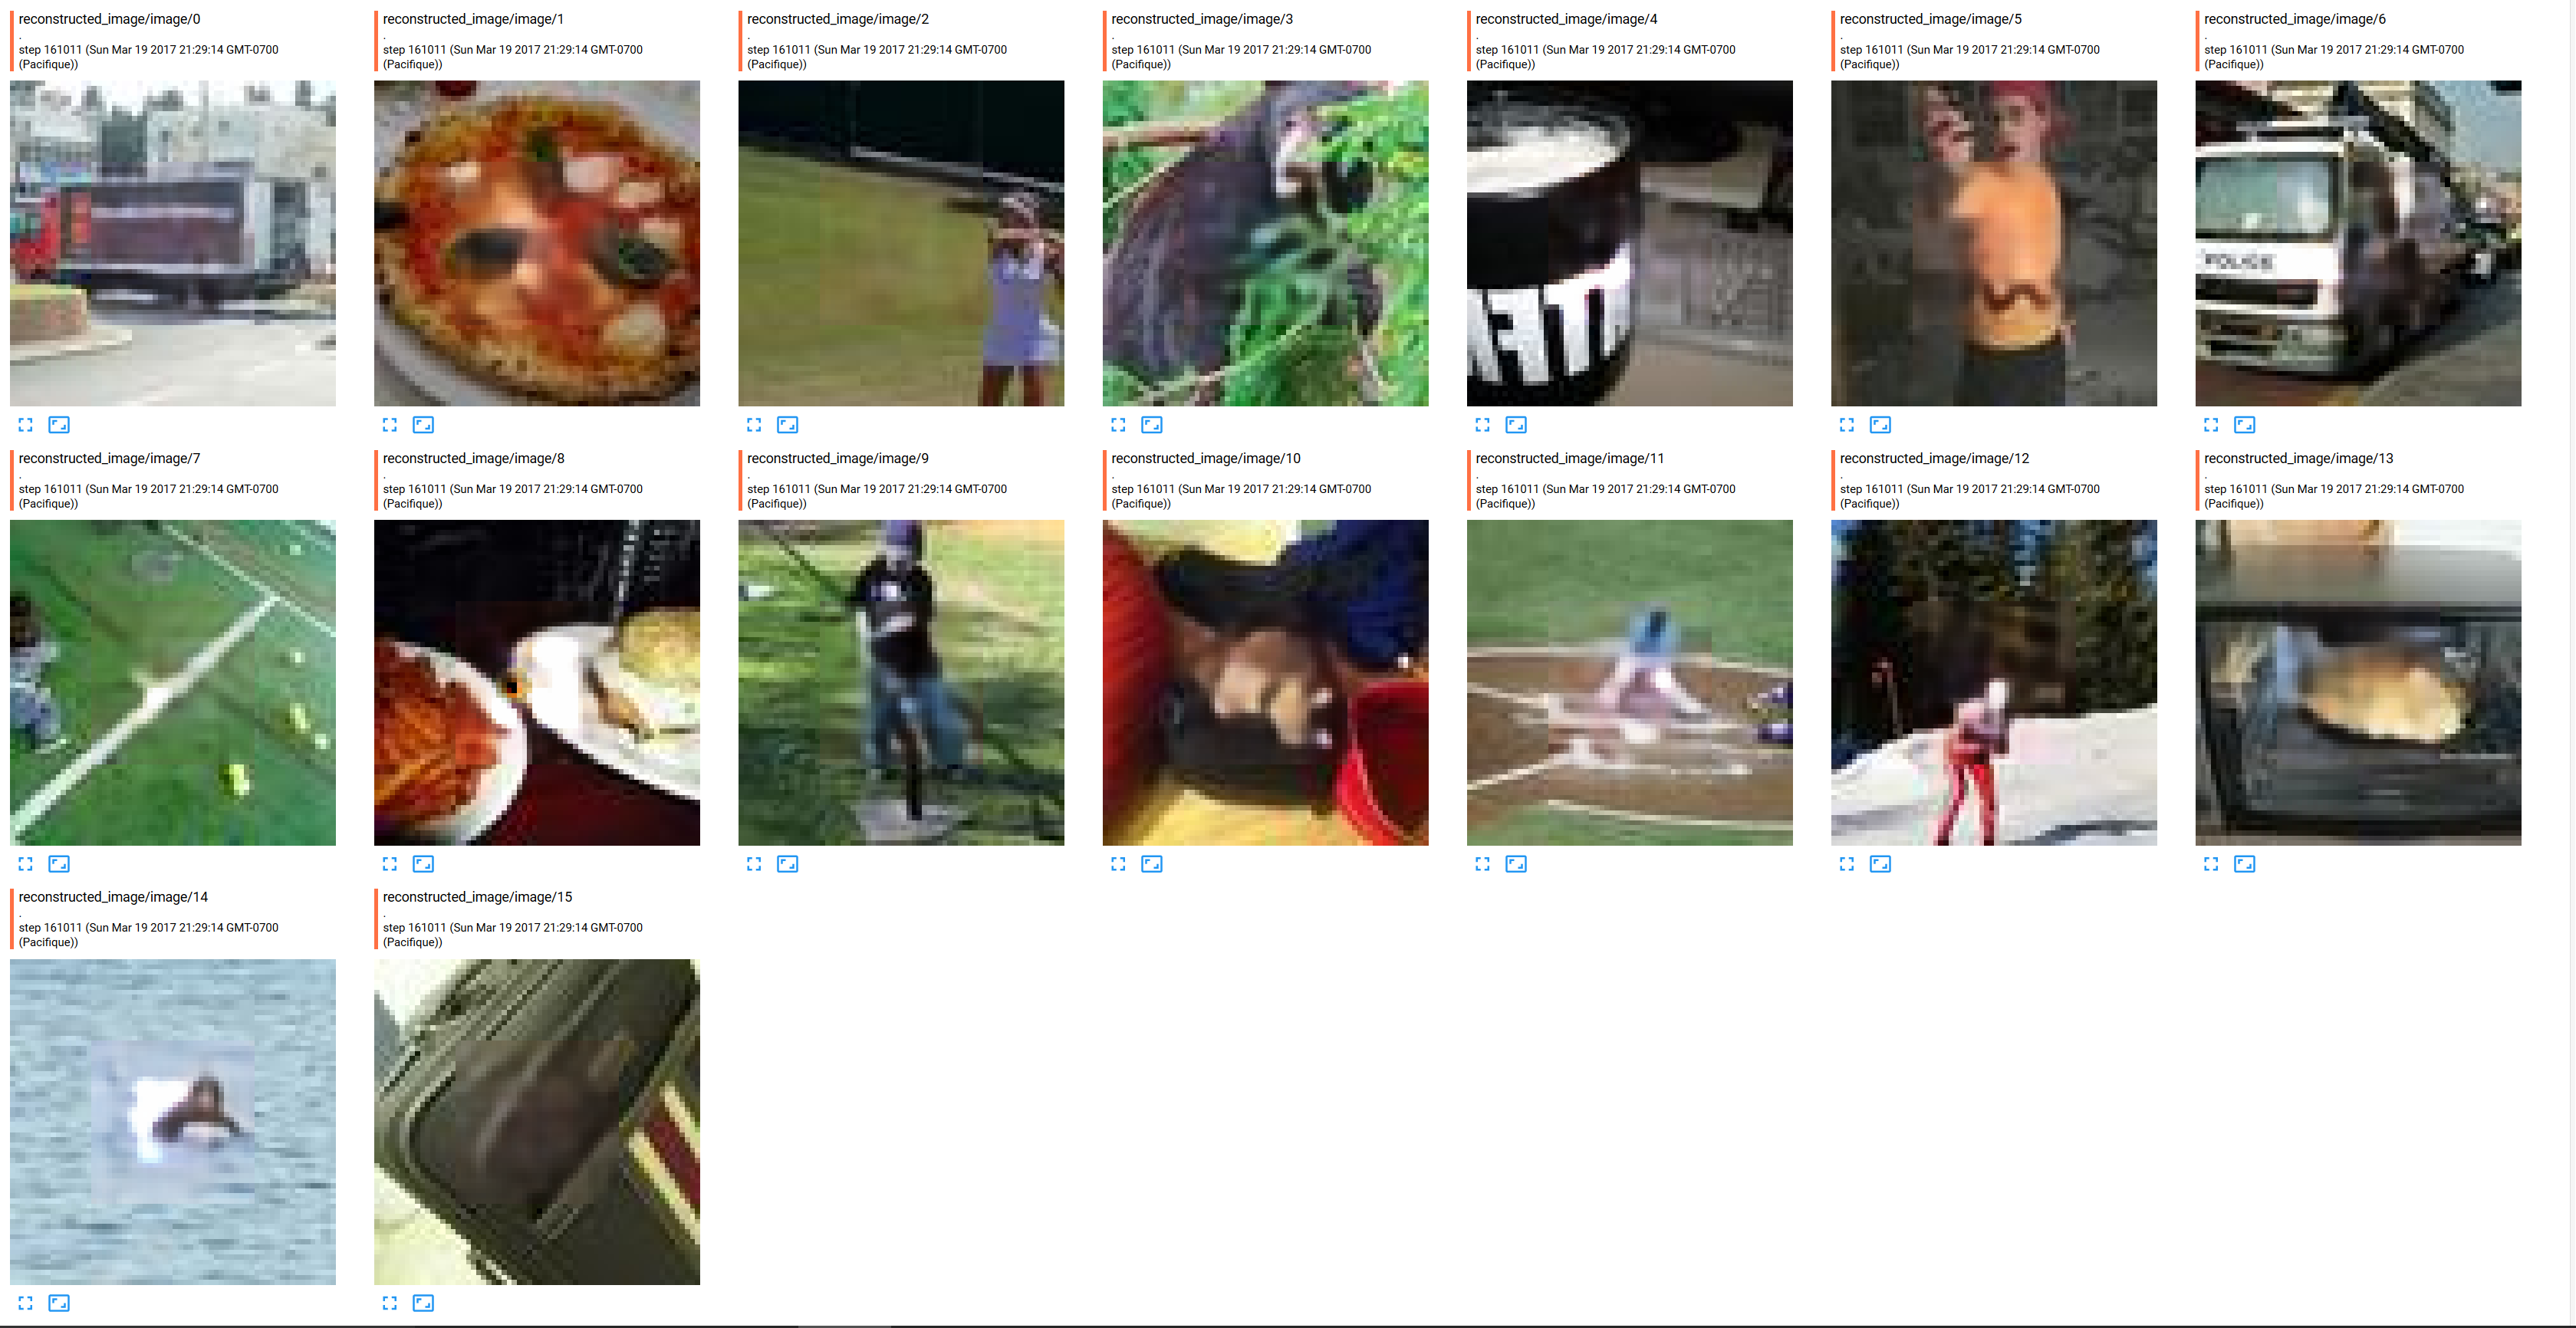 reconstructed_image/image/0
.
step 161011 (Sun Mar 19 2017 21:29:14 GMT-0700
(Pacifique))
reconstructed_image/image/1
.
step 161011 (Sun Mar 19 2017 21:29:14 GMT-0700
(Pacifique))
reconstructed_image/image/2
.
step 161011 (Sun Mar 19 2017 21:29:14 GMT-0700
(Pacifique))
reconstructed_image/image/3
.
step 161011 (Sun Mar 19 2017 21:29:14 GMT-0700
(Pacifique))
reconstructed_image/image/4
.
step 161011 (Sun Mar 19 2017 21:29:14 GMT-0700
(Pacifique))
reconstructed_image/image/5
.
step 161011 (Sun Mar 19 2017 21:29:14 GMT-0700
(Pacifique))
reconstructed_image/image/6
.
step 161011 (Sun Mar 19 2017 21:29:14 GMT-0700
(Pacifique))
POLICE
reconstructed_image/image/7
.
step 161011 (Sun Mar 19 2017 21:29:14 GMT-0700
(Pacifique))
reconstructed_image/image/8
.
step 161011 (Sun Mar 19 2017 21:29:14 GMT-0700
(Pacifique))
reconstructed_image/image/9
.
step 161011 (Sun Mar 19 2017 21:29:14 GMT-0700
(Pacifique))
reconstructed_image/image/10
.
step 161011 (Sun Mar 19 2017 21:29:14 GMT-0700
(Pacifique))
reconstructed_image/image/11
.
step 161011 (Sun Mar 19 2017 21:29:14 GMT-0700
(Pacifique))
reconstructed_image/image/12
.
step 161011 (Sun Mar 19 2017 21:29:14 GMT-0700
(Pacifique))
reconstructed_image/image/13
.
step 161011 (Sun Mar 19 2017 21:29:14 GMT-0700
(Pacifique))
reconstructed_image/image/14
.
step 161011 (Sun Mar 19 2017 21:29:14 GMT-0700
(Pacifique))
reconstructed_image/image/15
.
step 161011 (Sun Mar 19 2017 21:29:14 GMT-0700
(Pacifique))